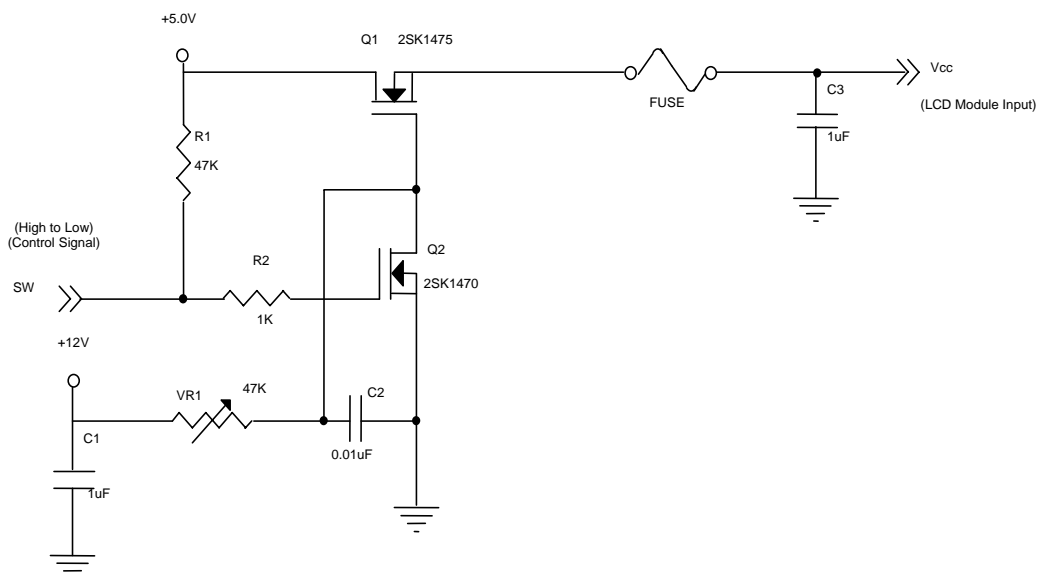 +5.0V
Q1 2SK1475
Vcc
FUSE
C3
(LCD Module Input)
1uF
R1
47K
(High to Low)
(Control Signal)
Q2
R2
2SK1470
SW
1K
+12V
VR1
47K
C2
C1
0.01uF
1uF